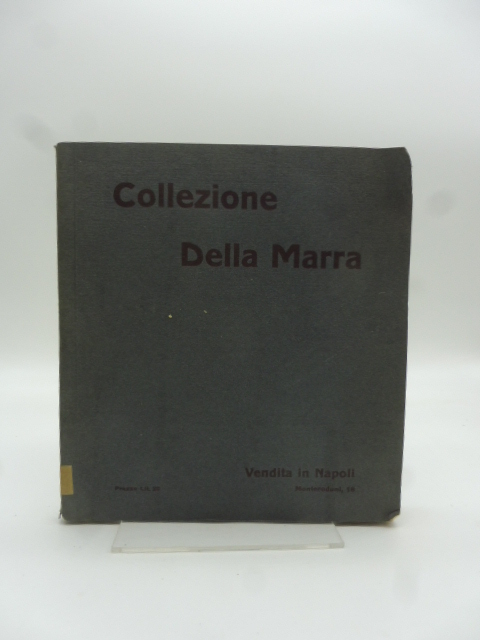 Collezione
Della Marra
Vendita in Napoli